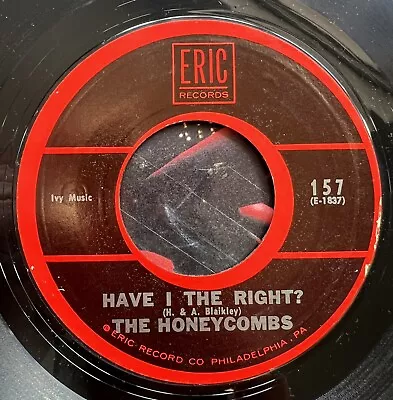 ERIC
RECORDS
Ivy Music
157
(E-1837)
HAVE I THE RIGHT?
(H. & A. Blaikley)
THE HONEYCOMBS
© ERIC RECORD CO PHILADELPHIA. PA